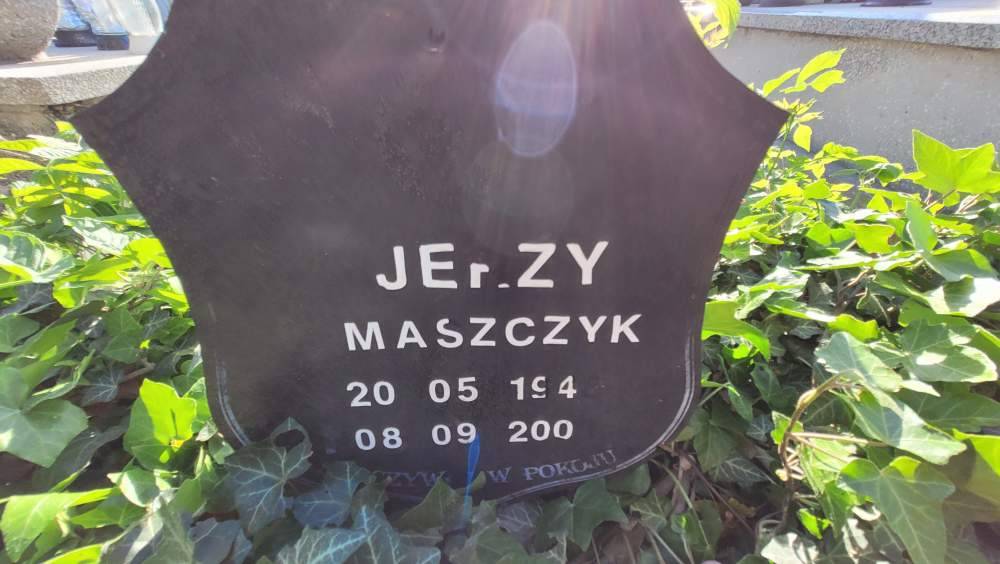 JErZY
MASZCZYK
20 05 194
08 09 200
W POKOJU